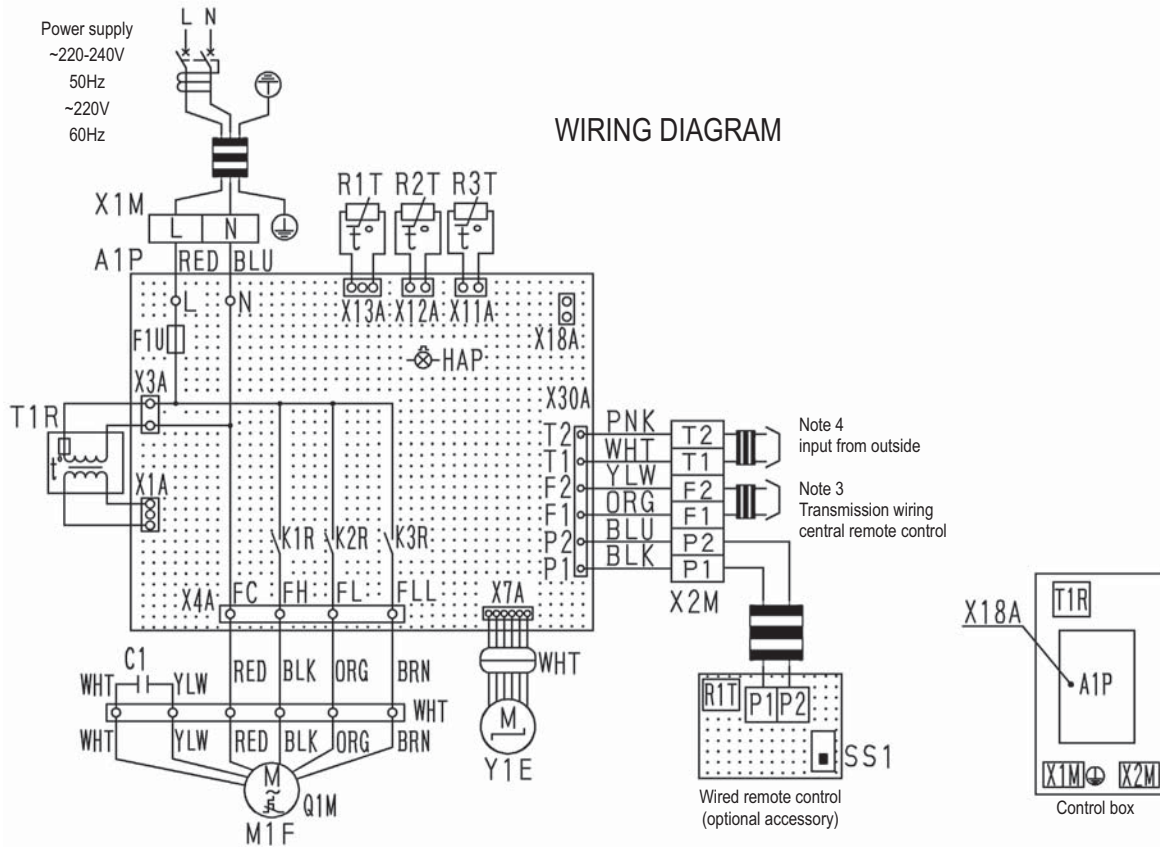 Power supply
~220-240V
50Hz
~220V
60Hz
L N
WIRING DIAGRAM
X1M
L N
A1P RED BLU
R1T R2T R3T
t° t° t°
X13A X12A X11A
L N
F1U
X18A
HAP
X3A
T1R
t°
X1A
X30A
T2 PNK T2
T1 WHT T1
F2 YLW F2
F1 ORG F1
P2 BLU P2
P1 BLK P1
X2M
Note 4
input from outside
Note 3
Transmission wiring
central remote control
K1R K2R K3R
X4A FC FH FL FLL
X7A
WHT
M
Y1E
C1
WHT YLW RED BLK ORG BRN
WHT
WHT YLW RED BLK ORG BRN
M
~
Q1M
M1F
R1T P1 P2
SS1
Wired remote control
(optional accessory)
X18A
T1R
A1P
X1M X2M
Control box